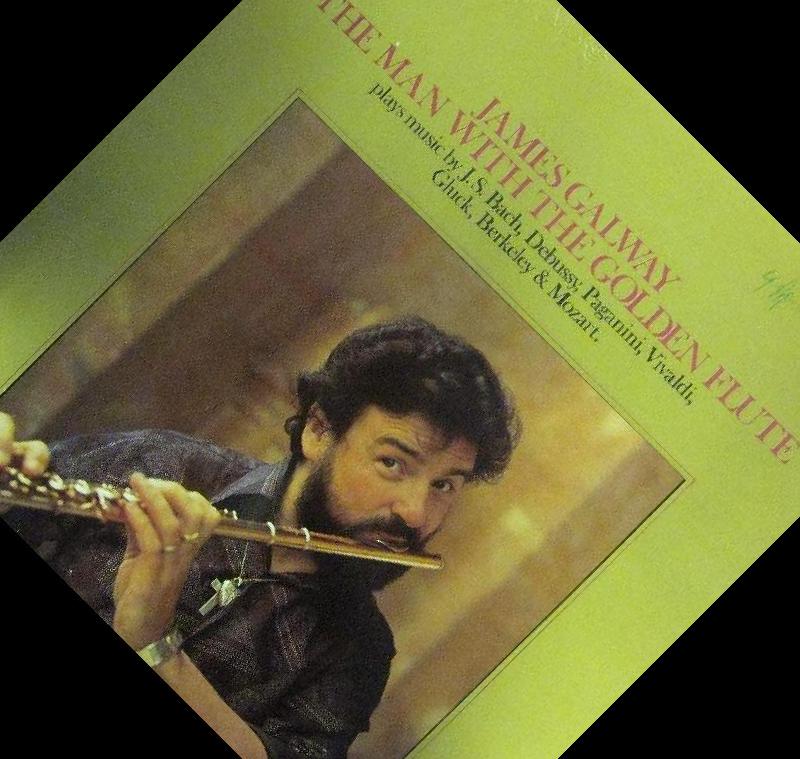 JAMES GALWAY
THE MAN WITH THE GOLDEN FLUTE
plays music by J. S. Bach, Debussy, Paganini, Vivaldi,
Gluck, Berkeley & Mozart.